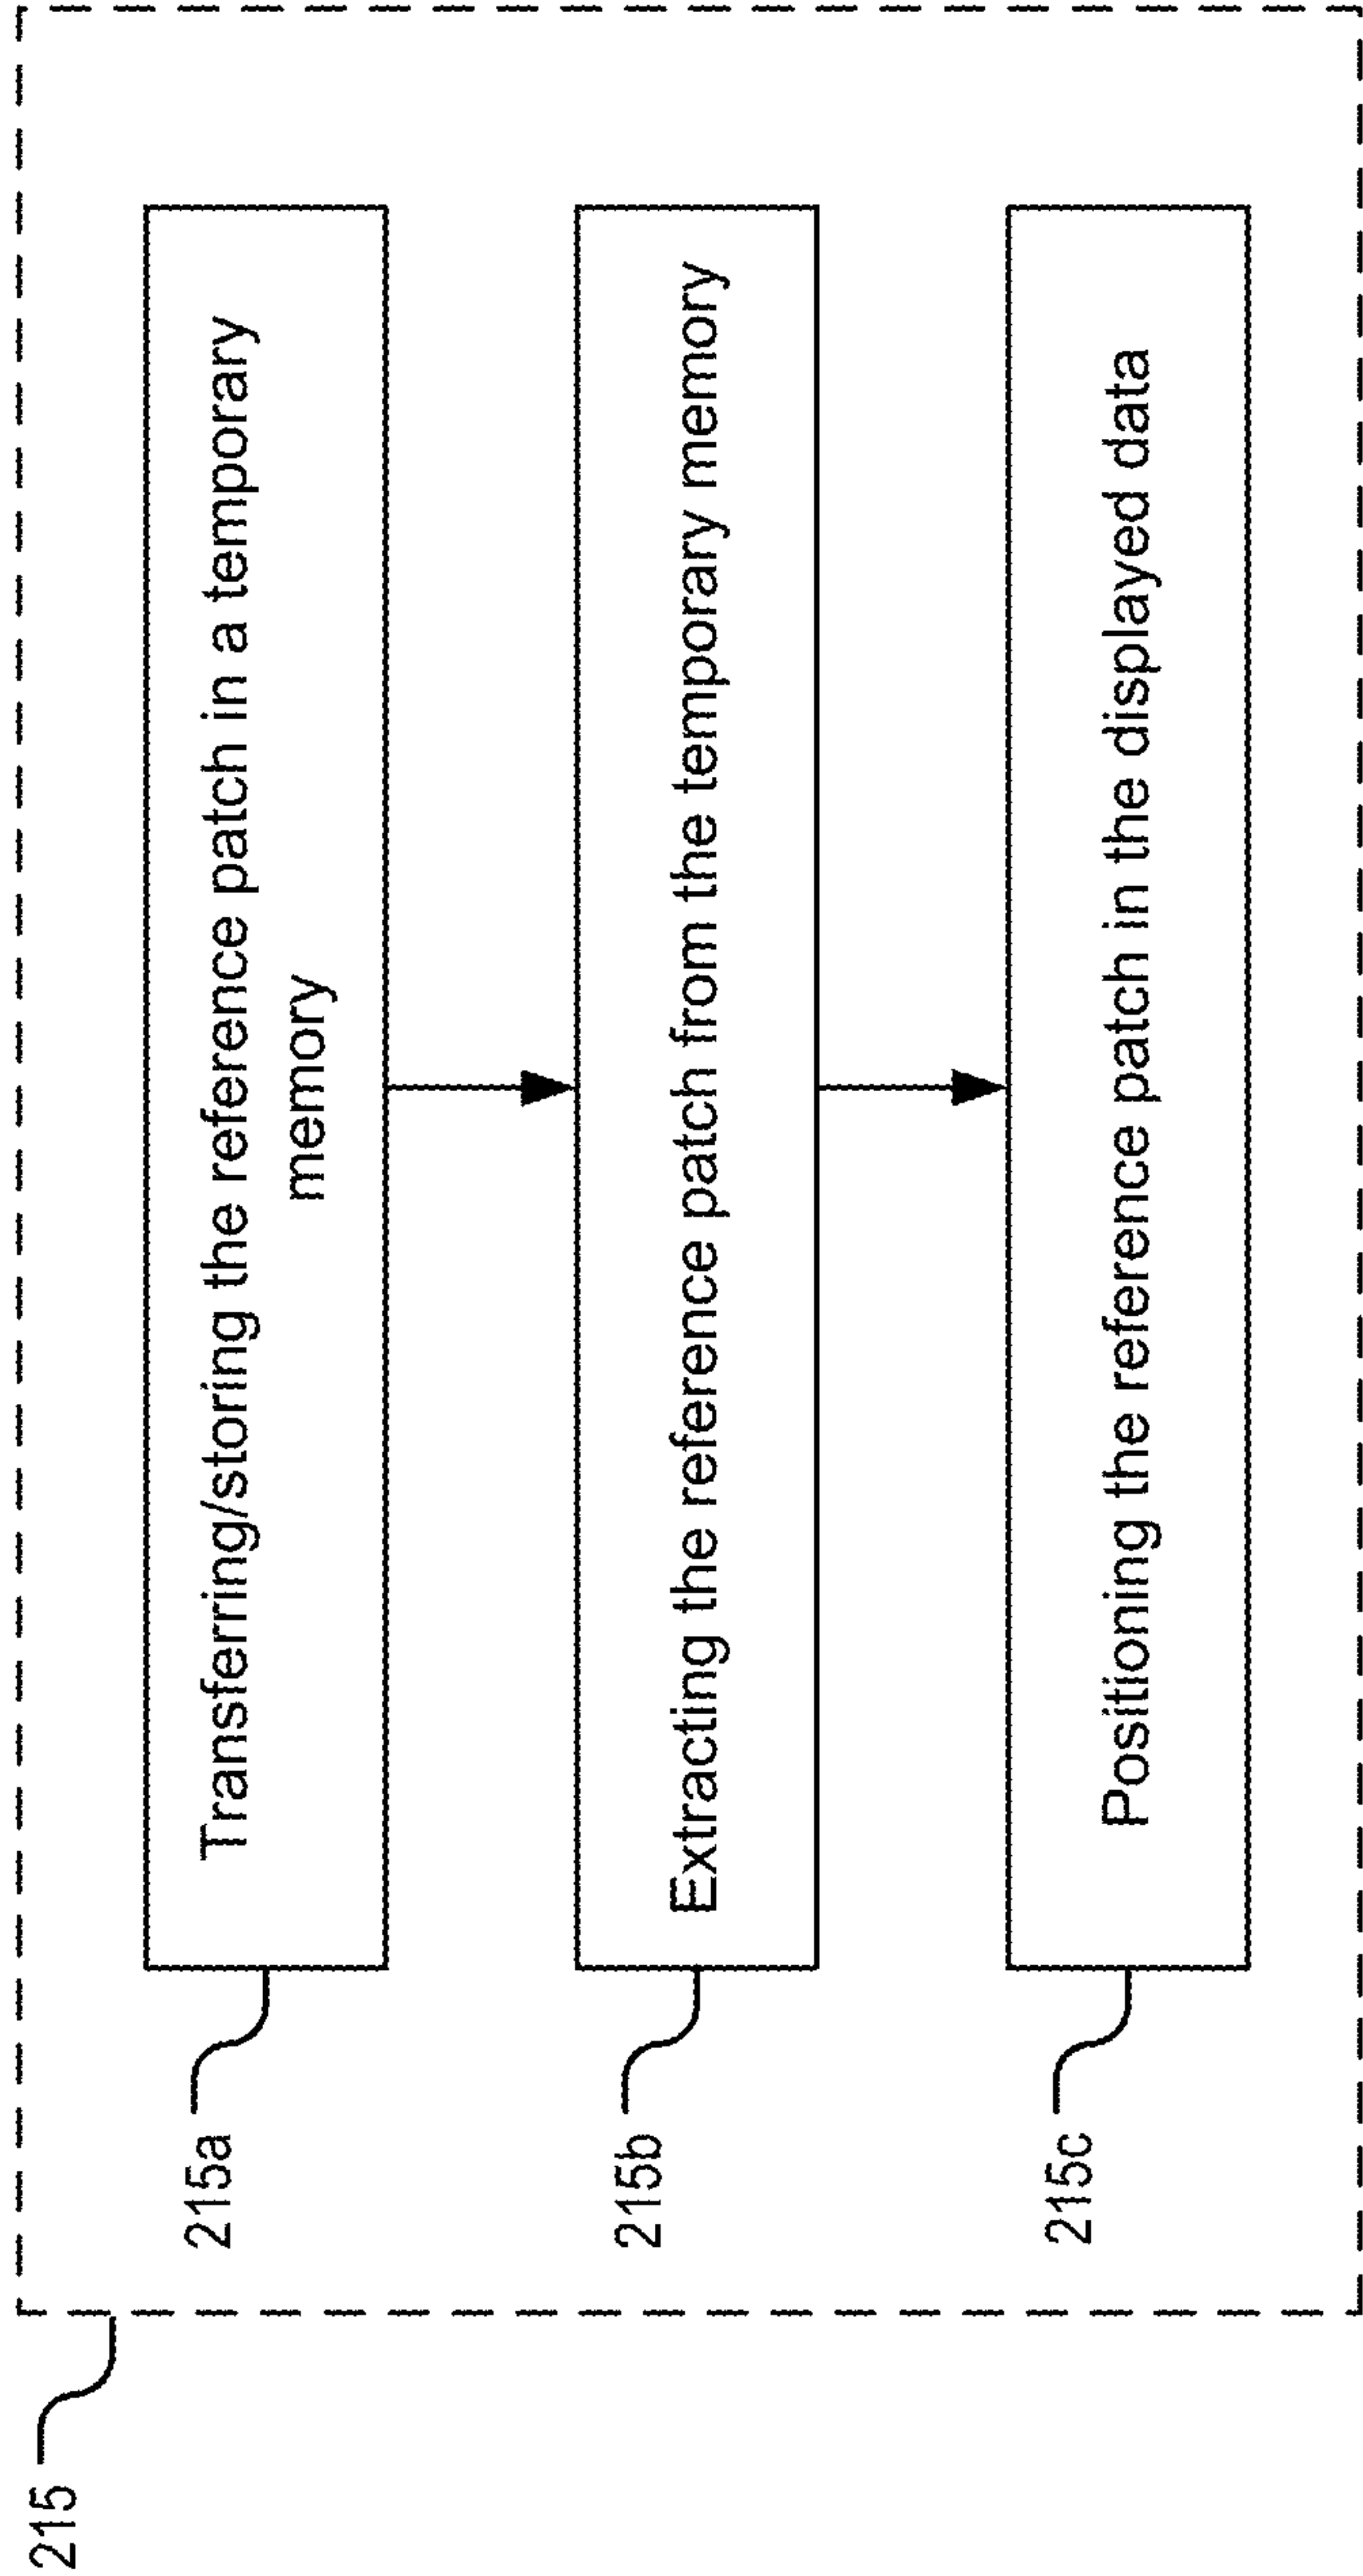 215
215a
Transferring/storing the reference patch in a temporary
memory
215b
Extracting the reference patch from the temporary memory
215c
Positioning the reference patch in the displayed data